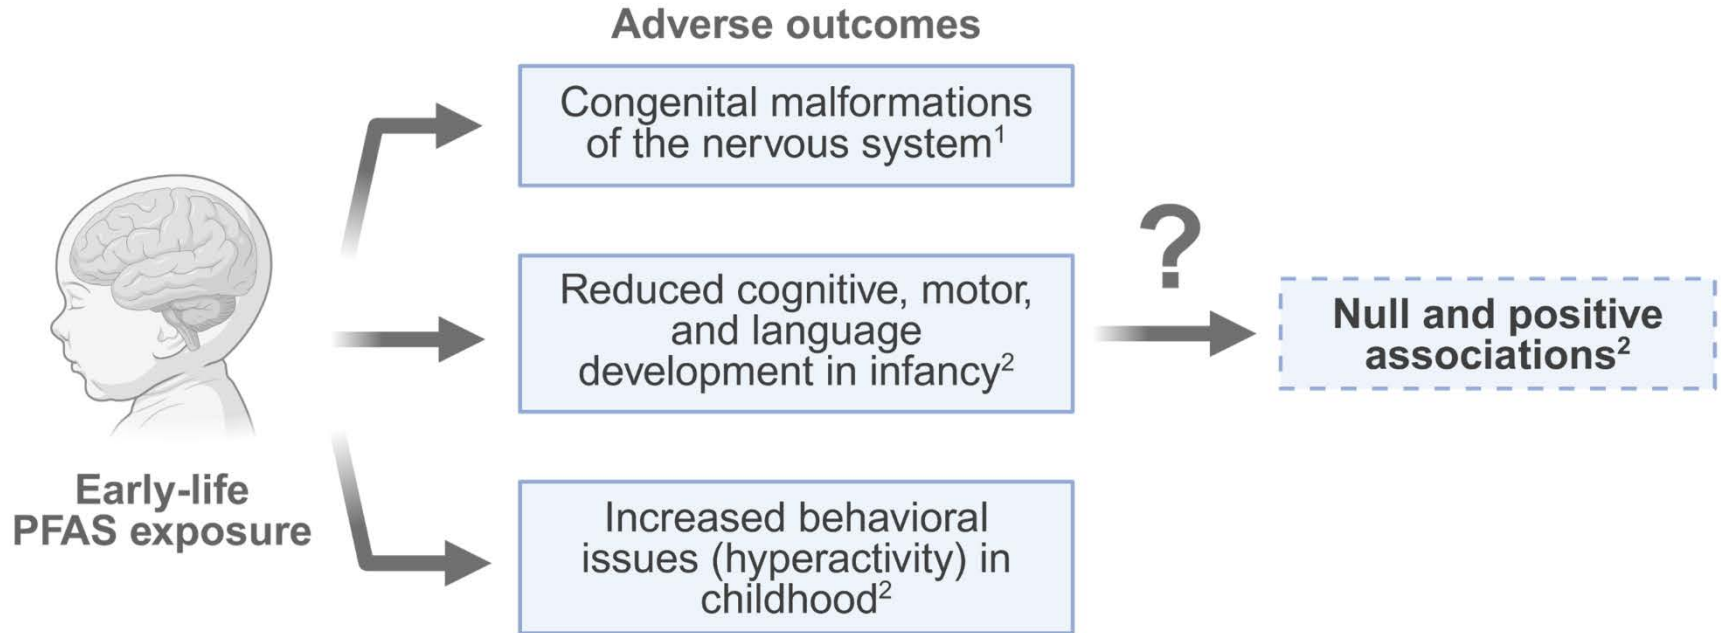 Adverse outcomes
Congenital malformations
of the nervous system¹
?
Reduced cognitive, motor,
and language
development in infancy²
Null and positive
associations²
Early-life
PFAS exposure
Increased behavioral
issues (hyperactivity) in
childhood²